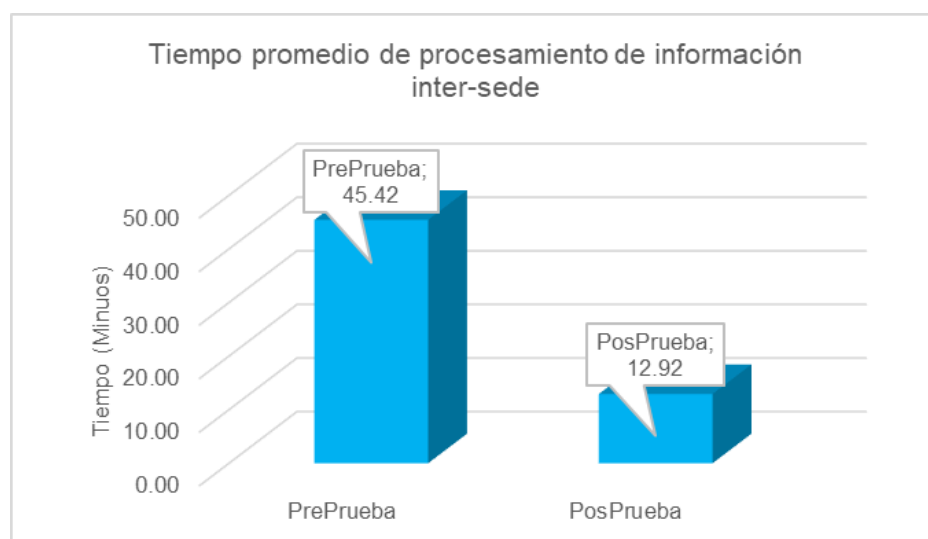 Tiempo promedio de procesamiento de información
inter-sede
PrePrueba;
45.42
PosPrueba;
12.92
Tiempo (Minuos)
50.00
40.00
30.00
20.00
10.00
0.00
PrePrueba
PosPrueba